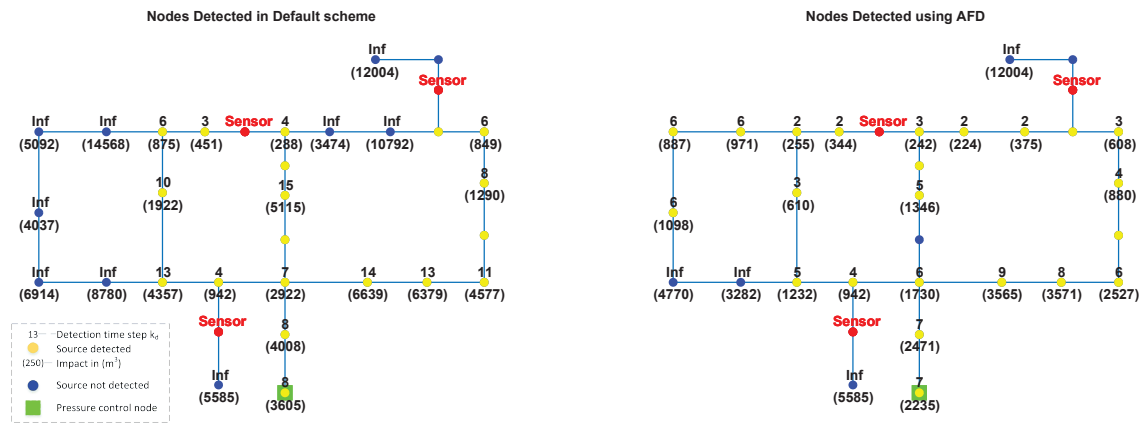 Nodes Detected in Default scheme
Inf
(12004)
Sensor
Inf Inf 6 3 Sensor 4 Inf Inf 6
(5092) (14568) (875) (451) (288) (3474) (10792) (849)
10 15 8
(1922) (5115) (1290)
Inf
(4037)
Inf Inf 13 4 7 14 13 11
(6914) (8780) (4357) (942) (2922) (6639) (6379) (4577)
Sensor 8
(4008)
Inf 8
(5585) (3605)
13 Detection time step k_d
Source detected
(250) Impact in (m³)
Source not detected
Pressure control node
Nodes Detected using AFD
Inf
(12004)
Sensor
6 6 2 2 Sensor 3 2 2 3
(887) (971) (255) (344) (242) (224) (375) (608)
3 5 4
(610) (1346) (880)
6
(1098)
Inf Inf 5 4 6 9 8 6
(4770) (3282) (1232) (942) (1730) (3565) (3571) (2527)
Sensor 7
(2471)
Inf 7
(5585) (2235)